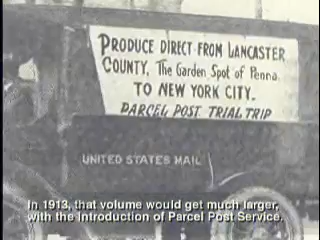 PRODUCE DIRECT FROM LANCASTER
COUNTY, The Garden Spot of Penna.
TO NEW YORK CITY.
PARCEL POST TRIAL TRIP
UNITED STATES MAIL
In 1913, that volume would get much larger,
with the Introduction of Parcel Post Service.